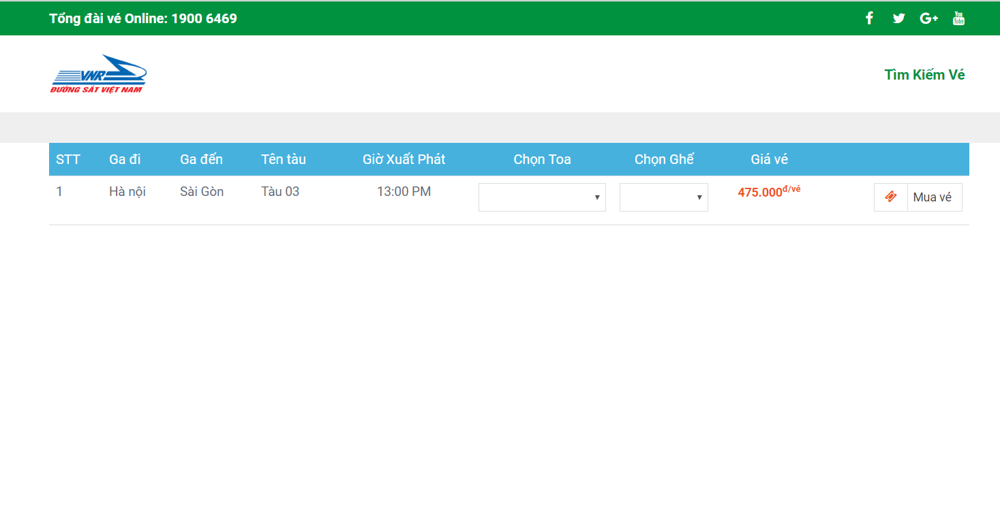 Tổng đài vé Online: 1900 6469
You
Tube
VNR
ĐƯỜNG SẮT VIỆT NAM
Tìm Kiếm Vé
STT Ga đi Ga đến Tên tàu Giờ Xuất Phát Chọn Toa Chọn Ghế Giá vé
1 Hà nội Sài Gòn Tàu 03 13:00 PM 475.000đ/vé Mua vé